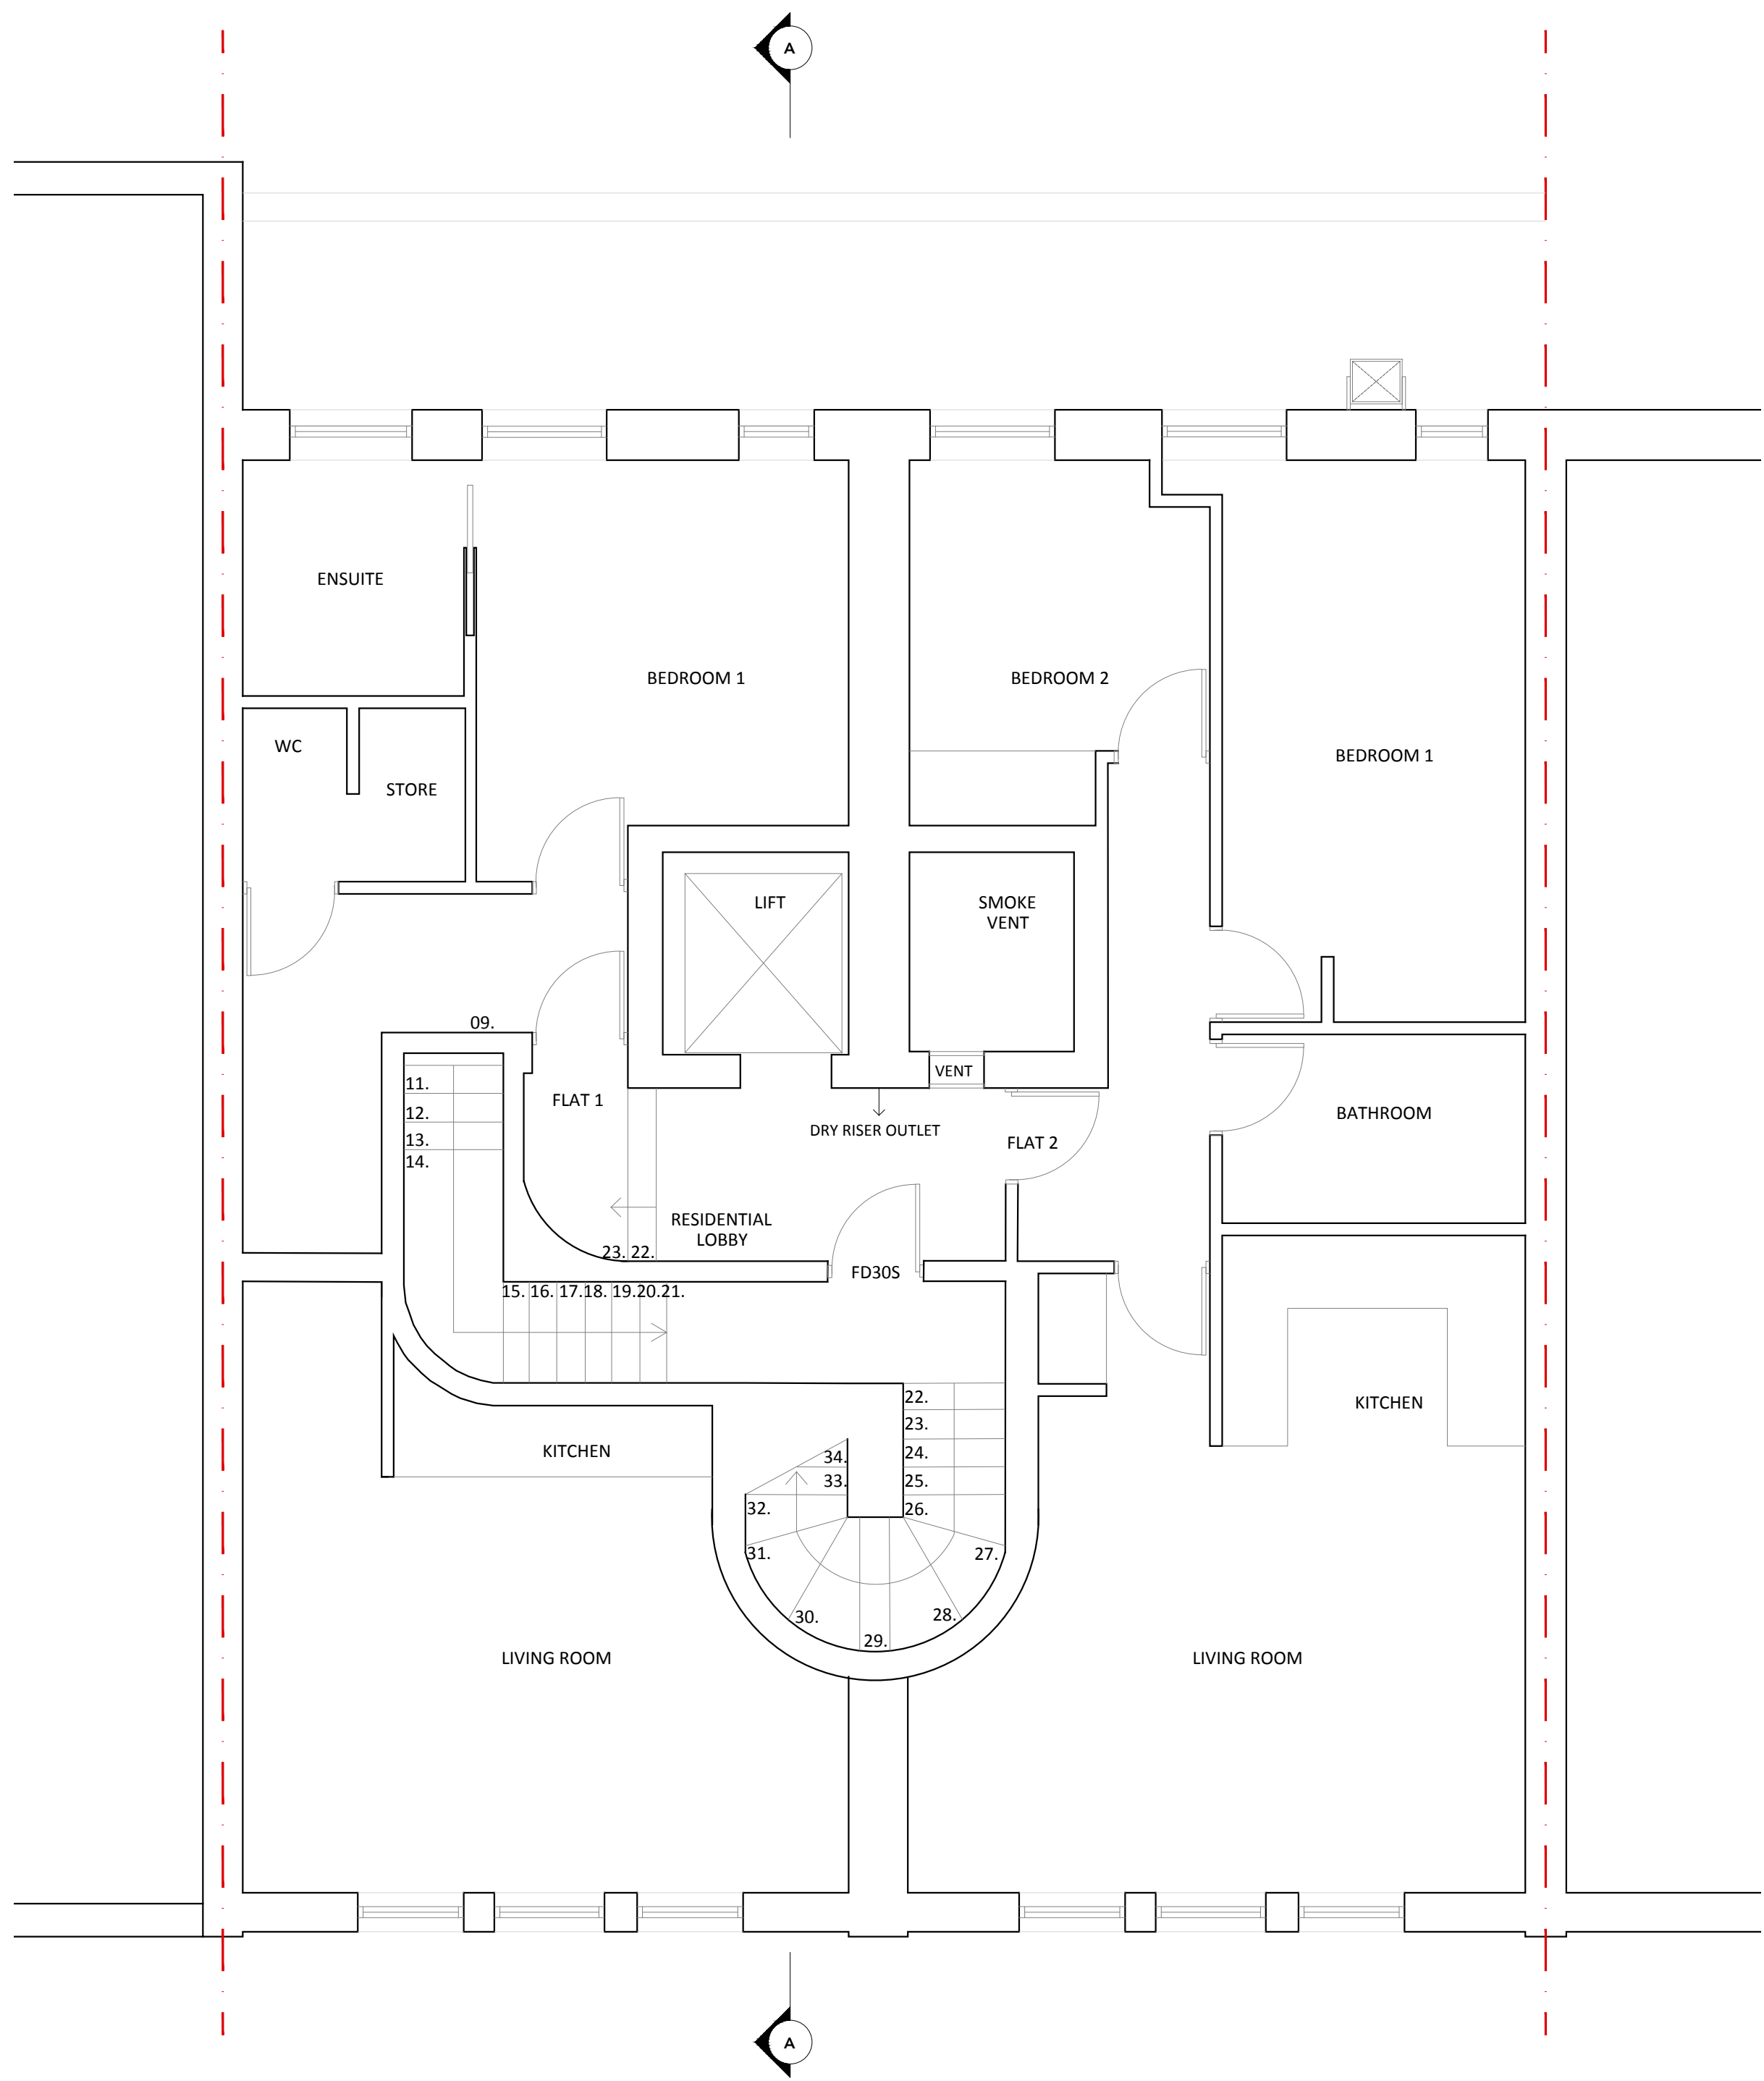 A
ENSUITE
BEDROOM 1
BEDROOM 2
WC
BEDROOM 1
STORE
LIFT
SMOKE
VENT
09.
VENT
11.
FLAT 1
12.
BATHROOM
DRY RISER OUTLET
13.
FLAT 2
14.
RESIDENTIAL
LOBBY
23. 22.
FD30S
15. 16. 17. 18. 19. 20. 21.
22.
KITCHEN
23.
KITCHEN
24.
34.
25.
33.
26.
32.
31.
27.
30.
28.
29.
LIVING ROOM
LIVING ROOM
A